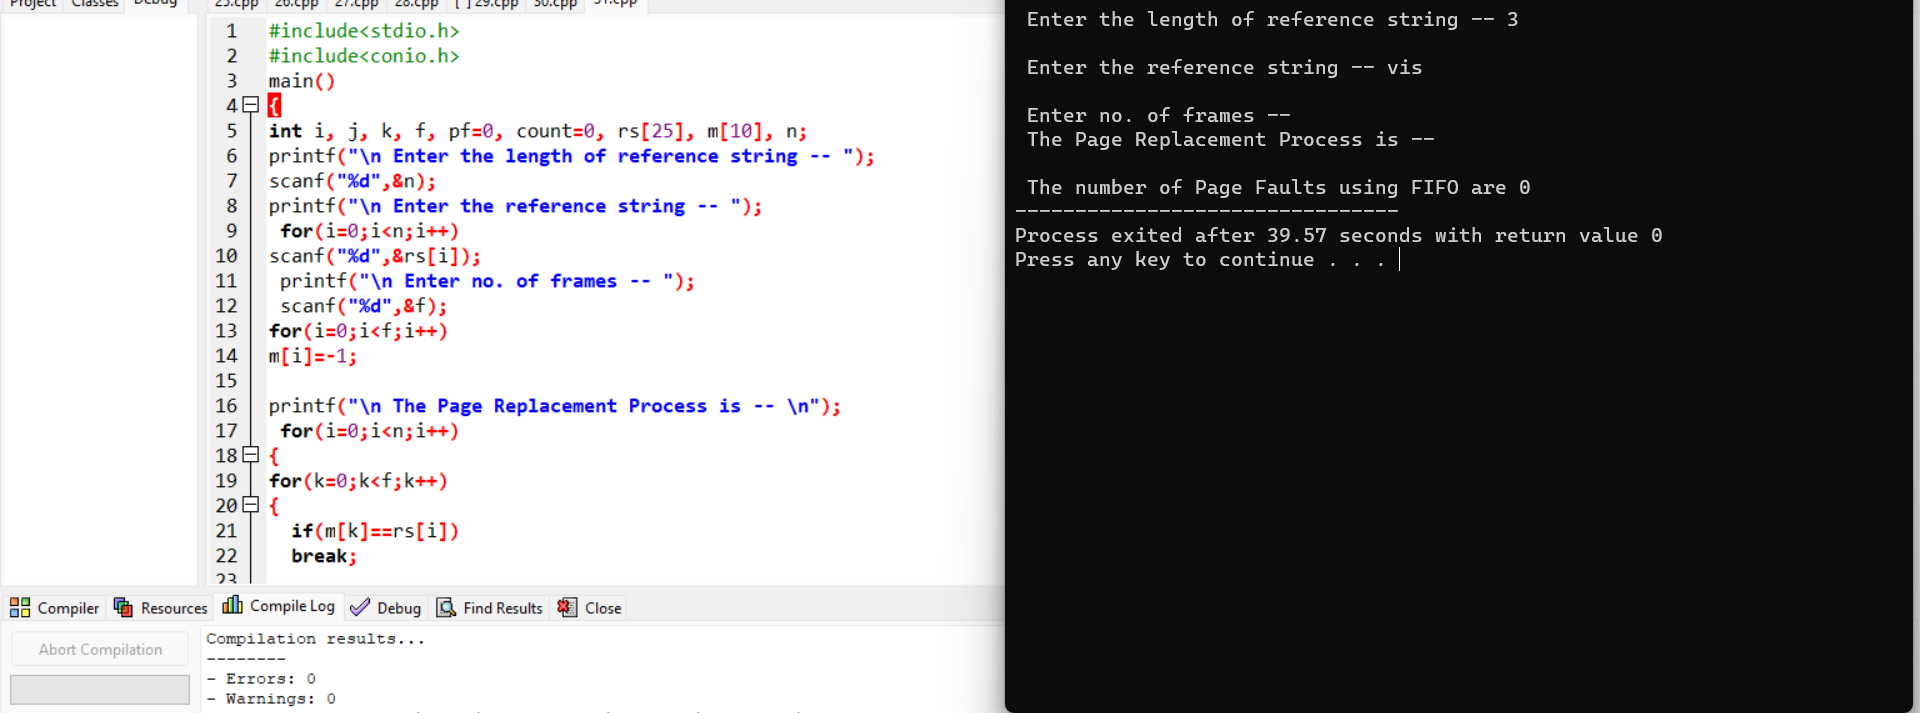 Project Classes Debug 25.cpp 26.cpp 27.cpp 28.cpp [*] 29.cpp 30.cpp 31.cpp
1 #include<stdio.h>
2 #include<conio.h>
3 main()
4 {
5 int i, j, k, f, pf=0, count=0, rs[25], m[10], n;
6 printf("\n Enter the length of reference string -- ");
7 scanf("%d",&n);
8 printf("\n Enter the reference string -- ");
9 for(i=0;i<n;i++)
10 scanf("%d",&rs[i]);
11 printf("\n Enter no. of frames -- ");
12 scanf("%d",&f);
13 for(i=0;i<f;i++)
14 m[i]=-1;
15
16 printf("\n The Page Replacement Process is -- \n");
17 for(i=0;i<n;i++)
18 {
19 for(k=0;k<f;k++)
20 {
21 if(m[k]==rs[i])
22 break;
23
Compiler Resources Compile Log Debug Find Results Close
Abort Compilation
Compilation results...
--------
- Errors: 0
- Warnings: 0
Enter the length of reference string -- 3
Enter the reference string -- vis
Enter no. of frames --
The Page Replacement Process is --
The number of Page Faults using FIFO are 0
--------------------------------
Process exited after 39.57 seconds with return value 0
Press any key to continue . . .